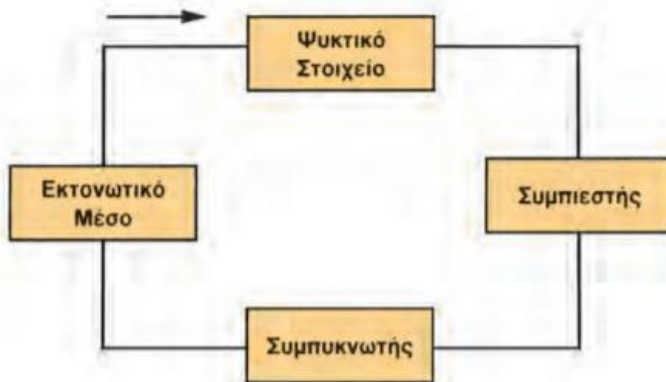 Ψυκτικό
Στοιχείο
Εκτονωτικό
Μέσο
Συμπιεστής
Συμπυκνωτής